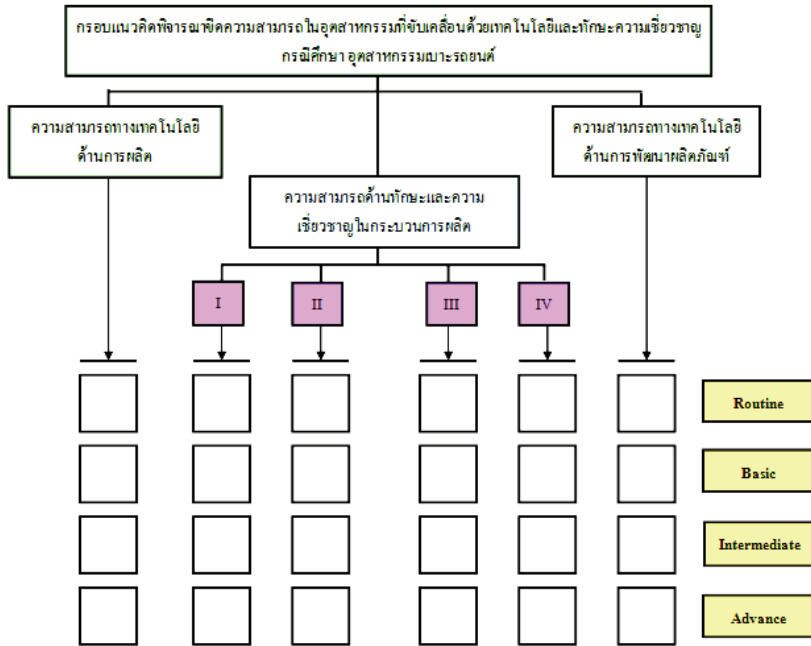 กรอบแนวคิดพิจารณาขีดความสามารถในอุตสาหกรรมที่ขับเคลื่อนด้วยเทคโนโลยีและทักษะความเชี่ยวชาญ
กรณีศึกษา อุตสาหกรรมเบาะรถยนต์
ความสามารถทางเทคโนโลยี
ด้านการผลิต
ความสามารถทางเทคโนโลยี
ด้านการพัฒนาผลิตภัณฑ์
ความสามารถด้านทักษะและความ
เชี่ยวชาญในกระบวนการผลิต
I
II
III
IV
Routine
Basic
Intermediate
Advance